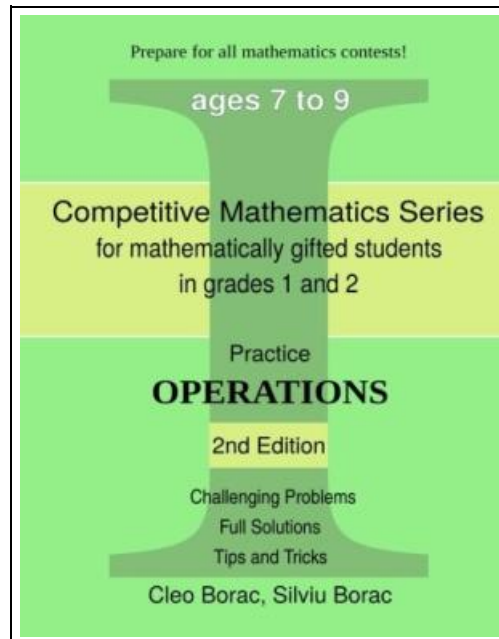 Prepare for all mathematics contests!
ages 7 to 9
Competitive Mathematics Series
for mathematically gifted students
in grades 1 and 2
Practice
OPERATIONS
2nd Edition
Challenging Problems
Full Solutions
Tips and Tricks
Cleo Borac, Silviu Borac